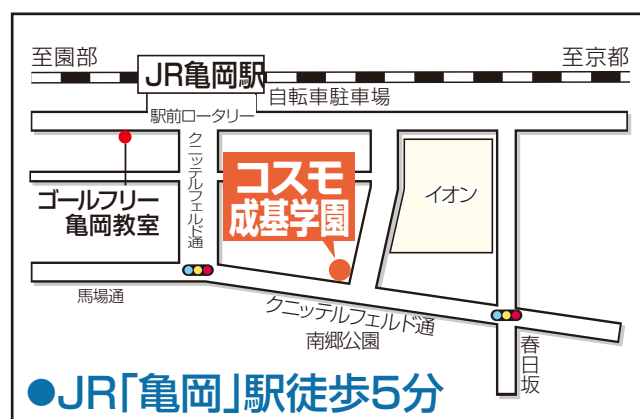 至園部
至京都
JR亀岡駅
自転車駐車場
駅前ロータリー
クニッテルフェルド通
コスモ
成基学園
イオン
ゴールフリー
亀岡教室
馬場通
クニッテルフェルド通
南郷公園
春日坂
●JR「亀岡」駅徒歩5分